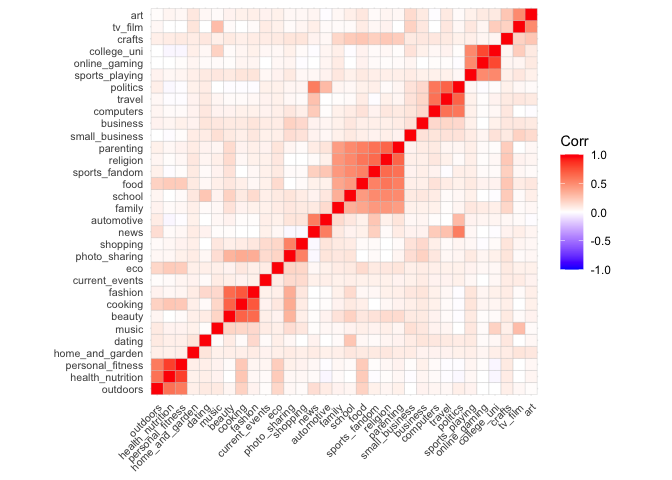 art
tv_film
crafts
college_uni
online_gaming
sports_playing
politics
travel
computers
business
small_business
parenting
religion
sports_fandom
food
school
family
automotive
news
shopping
photo_sharing
eco
current_events
fashion
cooking
beauty
music
dating
home_and_garden
personal_fitness
health_nutrition
outdoors
outdoors
health_nutrition
personal_fitness
home_and_garden
dating
music
beauty
cooking
fashion
current_events
eco
photo_sharing
shopping
news
automotive
family
school
food
sports_fandom
religion
parenting
small_business
business
computers
travel
politics
sports_playing
online_gaming
college_uni
crafts
tv_film
art
Corr
1.0
0.5
0.0
-0.5
-1.0